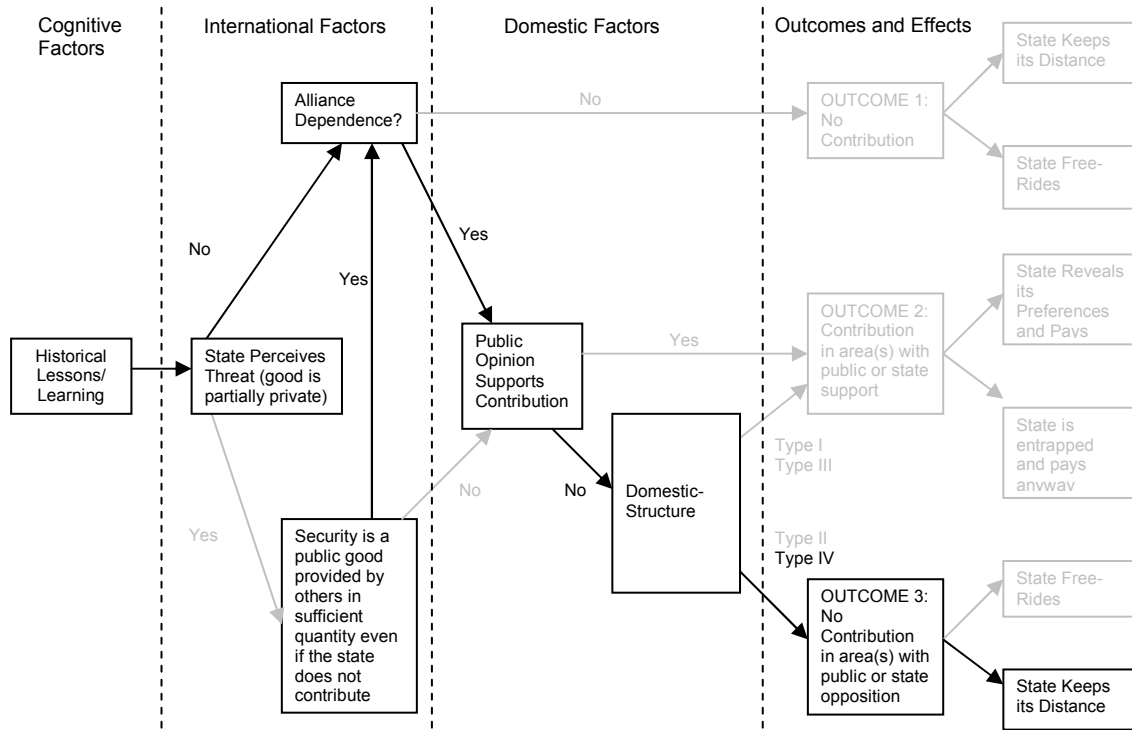 Cognitive
Factors
International Factors
Domestic Factors
Outcomes and Effects
State Keeps
its Distance
Alliance
Dependence?
No
OUTCOME 1:
No
Contribution
State Free-
Rides
No
Yes
Yes
State Reveals
its
Preferences
and Pays
OUTCOME 2:
Contribution
in area(s) with
public or state
support
Historical
Lessons/
Learning
State Perceives
Threat (good is
partially private)
Public
Opinion
Supports
Contribution
Yes
State is
entrapped
and pays
anyway
Type I
Type III
No
No
Domestic-
Structure
Yes
Security is a
public good
provided by
others in
sufficient
quantity even
if the state
does not
contribute
Type II
Type IV
State Free-
Rides
OUTCOME 3:
No
Contribution
in area(s) with
public or state
opposition
State Keeps
its Distance